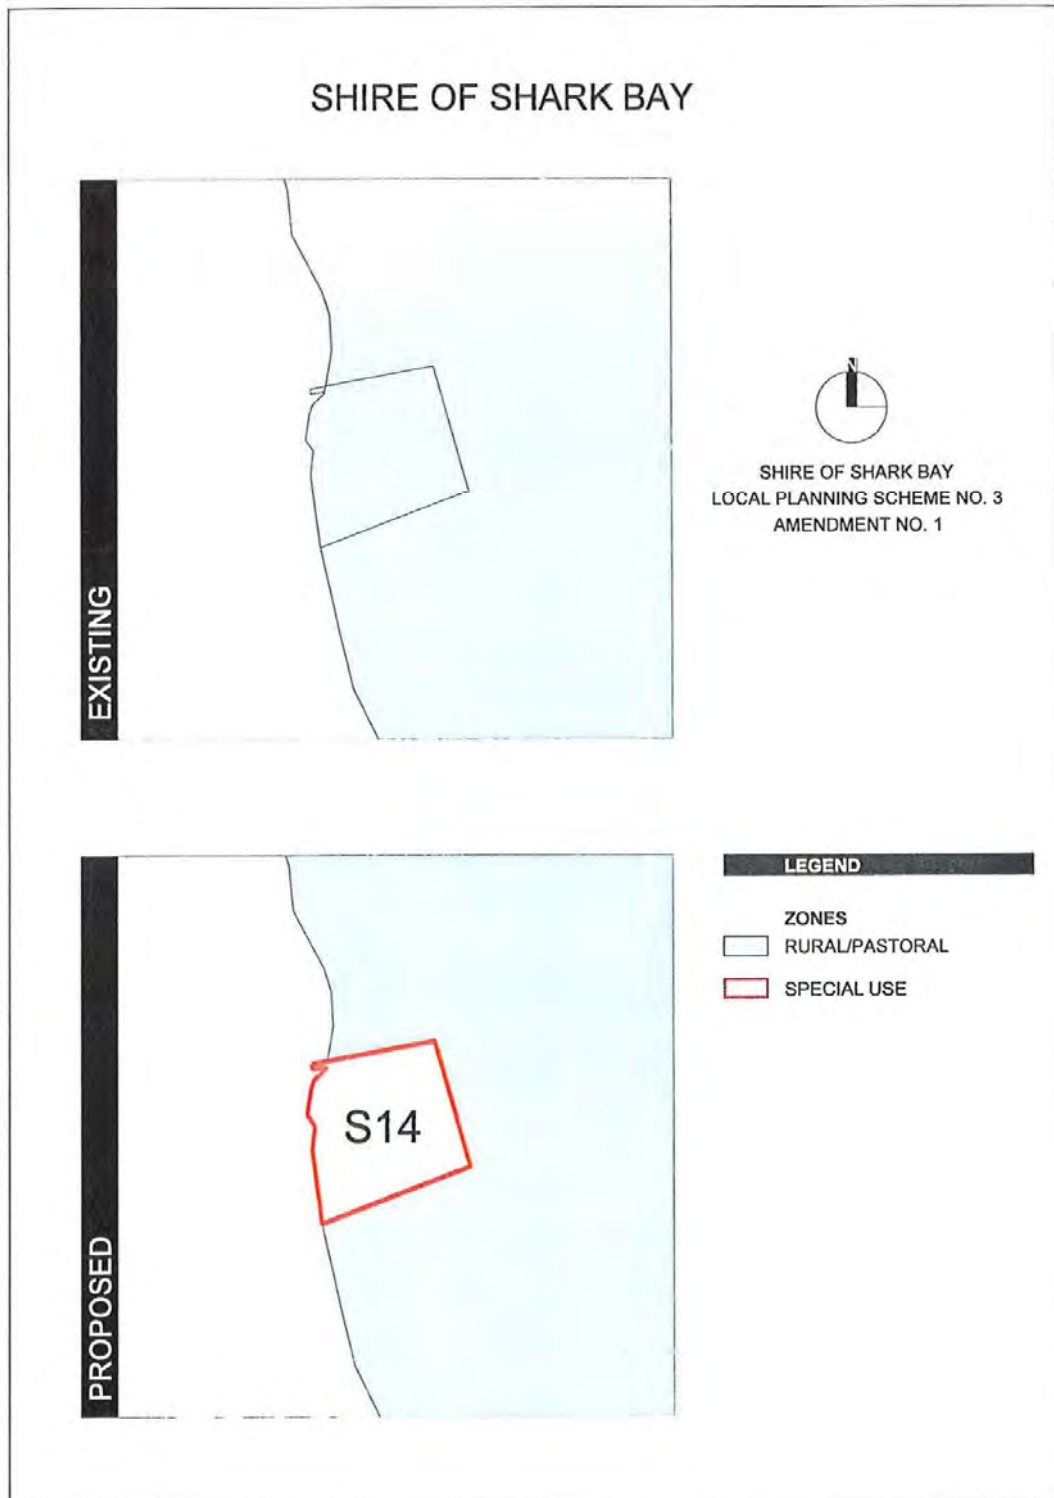 SHIRE OF SHARK BAY
EXISTING
N
SHIRE OF SHARK BAY
LOCAL PLANNING SCHEME NO. 3
AMENDMENT NO. 1
PROPOSED
S14
LEGEND
ZONES
RURAL/PASTORAL
SPECIAL USE